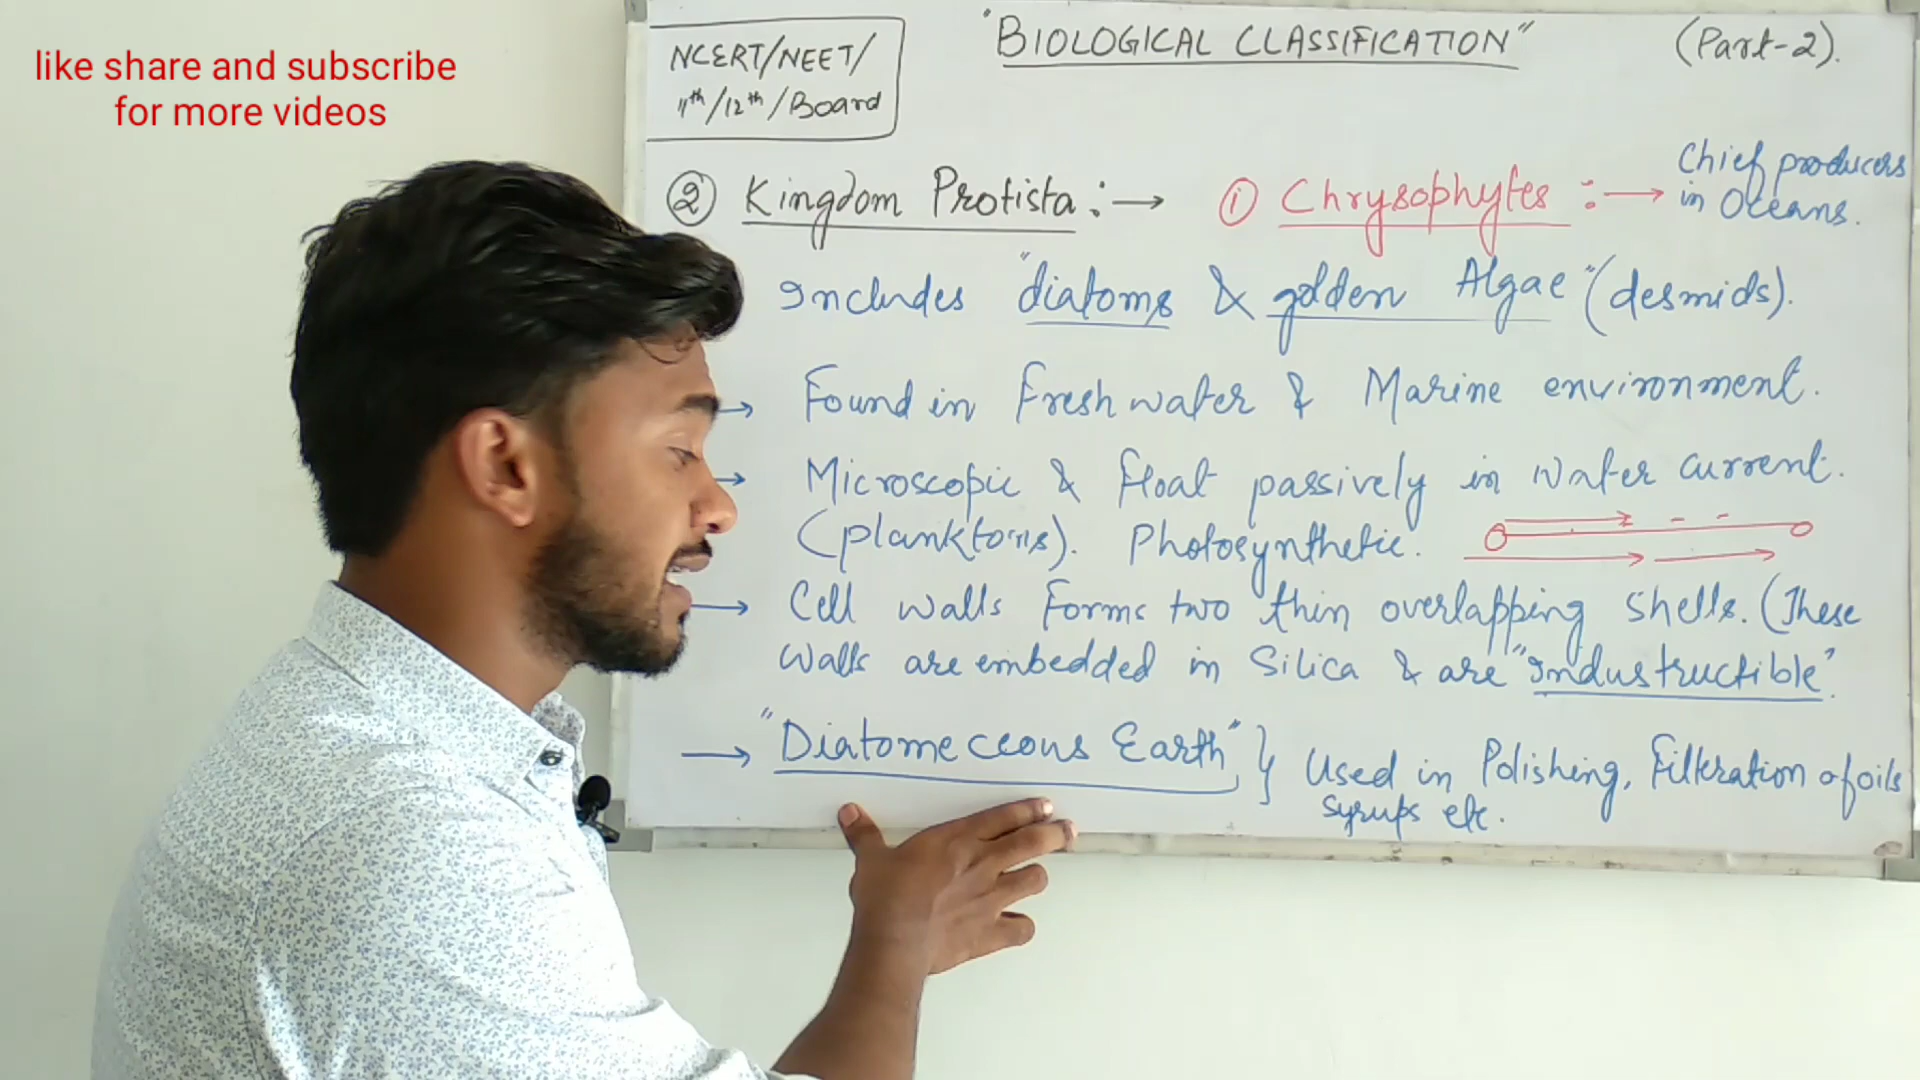 like share and subscribe
for more videos
NCERT/NEET/
11th/12th/Board
"BIOLOGICAL CLASSIFICATION"
(Part-2).
② Kingdom Protista :→ ① Chrysophytes :→ Chief producers
in Oceans.
Includes "diatoms & golden Algae" (desmids).
→ Found in Fresh water & Marine environment.
→ Microscopic & Float passively in water current.
(planktons). Photosynthetic.
→ Cell walls Forms two thin overlapping shells. (These
walls are embedded in Silica & are "Industructible".
→ "Diatomeceous Earth" } Used in Polishing, Filteration of oils
syrups etc.